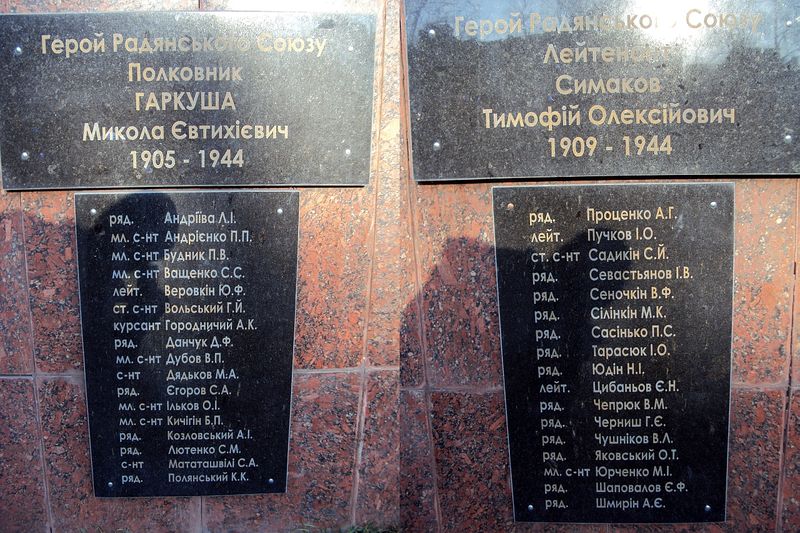 Герой Радянського Союзу
Полковник
ГАРКУША
Микола Євтихієвич
1905 - 1944
ряд. Андріїва Л.І.
мл. с-нт Андрієнко П.П.
мл. с-нт Будник П.В.
мл. с-нт Ващенко С.С.
лейт. Веровкін Ю.Ф.
ст. с-нт Вольський Г.Й.
курсант Городничий А.К.
ряд. Данчук Д.Ф.
мл. с-нт Дубов В.П.
с-нт Дядьков М.А.
ряд. Єгоров С.А.
мл. с-нт Ільков О.І.
мл. с-нт Кичігін Б.П.
ряд. Козловський А.І.
ряд. Лютенко С.М.
с-нт Мататашвілі С.А.
ряд. Полянський К.К.
Герой Радянського Союзу
Лейтенант
Симаков
Тимофій Олексійович
1909 - 1944
ряд. Проценко А.Г.
лейт. Пучков І.О.
ст. с-нт Садикін С.Й.
ряд. Севастьянов І.В.
ряд. Сеночкін В.Ф.
ряд. Сілінкін М.К.
ряд. Сасінько П.С.
ряд. Тарасюк І.О.
ряд. Юдін Н.І.
лейт. Цибаньов Є.Н.
ряд. Чепрюк В.М.
ряд. Черниш Г.Є.
ряд. Чушніков В.Л.
ряд. Яковський О.Т.
мл. с-нт Юрченко М.І.
ряд. Шаповалов Є.Ф.
ряд. Шмирін А.Є.